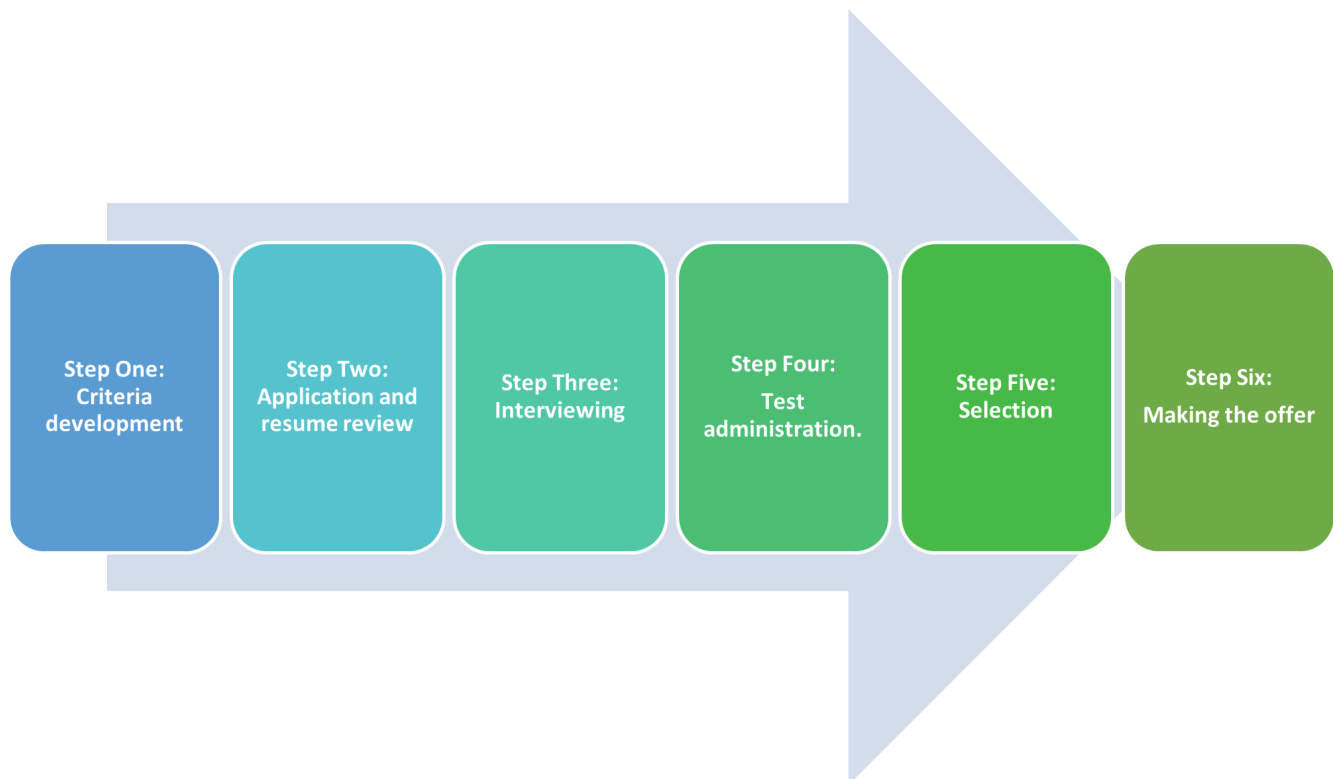 Step One:
Criteria
development
Step Two:
Application and
resume review
Step Three:
Interviewing
Step Four:
Test
administration.
Step Five:
Selection
Step Six:
Making the offer